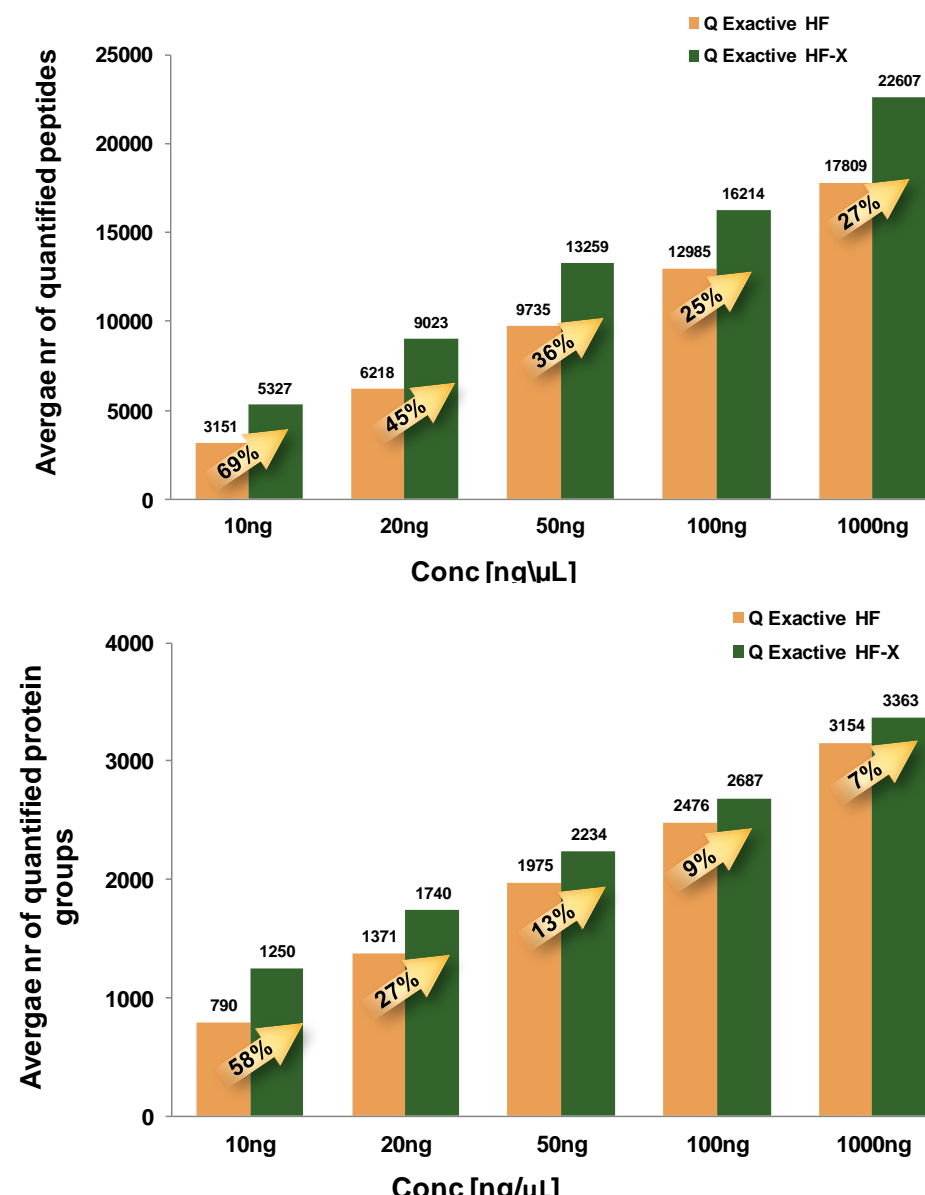 Q Exactive HF
Q Exactive HF-X
Avergae nr of quantified peptides
25000
20000
15000
10000
5000
0
3151
5327
69%
6218
9023
45%
9735
13259
36%
12985
16214
25%
17809
22607
27%
10ng
20ng
50ng
100ng
1000ng
Conc [ng\µL]
Q Exactive HF
Q Exactive HF-X
Avergae nr of quantified protein
groups
4000
3000
2000
1000
0
790
1250
58%
1371
1740
27%
1975
2234
13%
2476
2687
9%
3154
3363
7%
10ng
20ng
50ng
100ng
1000ng
Conc [ng/µL]